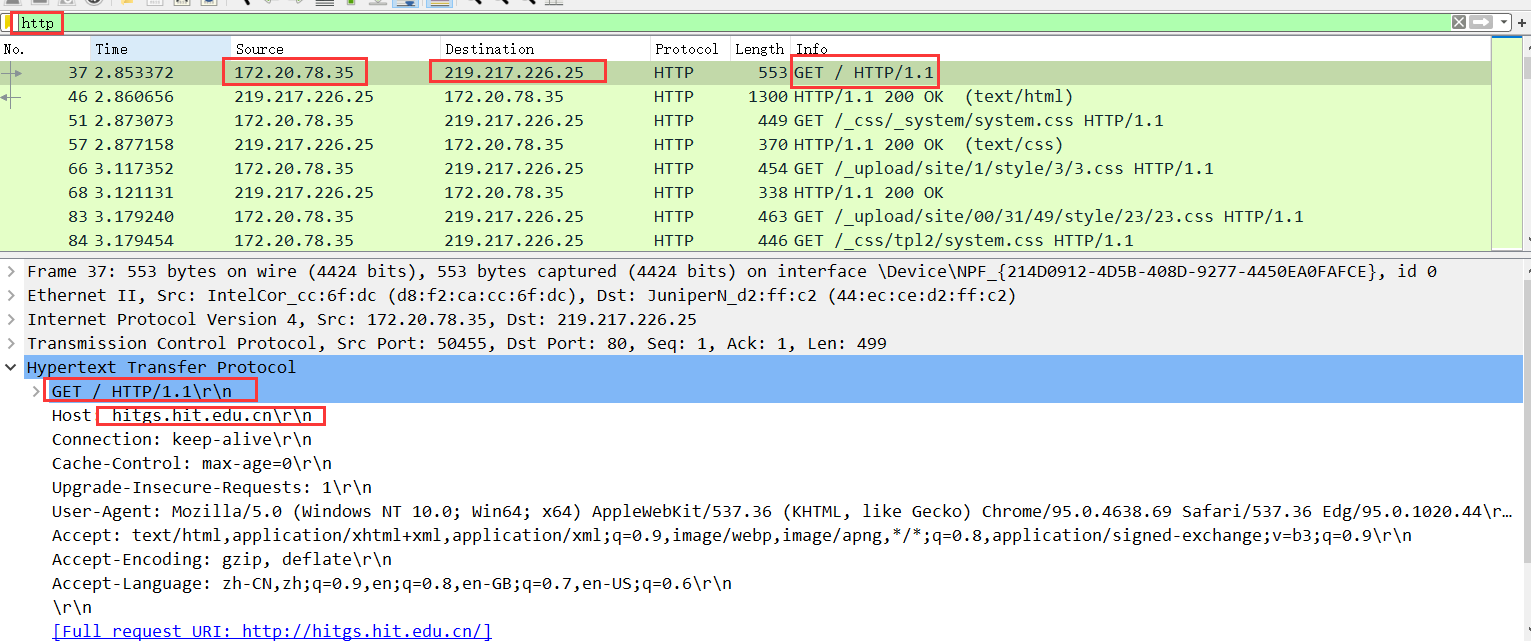 http
No. Time Source Destination Protocol Length Info
37 2.853372 172.20.78.35 219.217.226.25 HTTP 553 GET / HTTP/1.1
46 2.860656 219.217.226.25 172.20.78.35 HTTP 1300 HTTP/1.1 200 OK (text/html)
51 2.873073 172.20.78.35 219.217.226.25 HTTP 449 GET /_css/_system/system.css HTTP/1.1
57 2.877158 219.217.226.25 172.20.78.35 HTTP 370 HTTP/1.1 200 OK (text/css)
66 3.117352 172.20.78.35 219.217.226.25 HTTP 454 GET /_upload/site/1/style/3/3.css HTTP/1.1
68 3.121131 219.217.226.25 172.20.78.35 HTTP 338 HTTP/1.1 200 OK
83 3.179240 172.20.78.35 219.217.226.25 HTTP 463 GET /_upload/site/00/31/49/style/23/23.css HTTP/1.1
84 3.179454 172.20.78.35 219.217.226.25 HTTP 446 GET /_css/tpl2/system.css HTTP/1.1
Frame 37: 553 bytes on wire (4424 bits), 553 bytes captured (4424 bits) on interface \Device\NPF_{214D0912-4D5B-408D-9277-4450EA0FAFCE}, id 0
Ethernet II, Src: IntelCor_cc:6f:dc (d8:f2:ca:cc:6f:dc), Dst: JuniperN_d2:ff:c2 (44:ec:ce:d2:ff:c2)
Internet Protocol Version 4, Src: 172.20.78.35, Dst: 219.217.226.25
Transmission Control Protocol, Src Port: 50455, Dst Port: 80, Seq: 1, Ack: 1, Len: 499
Hypertext Transfer Protocol
GET / HTTP/1.1\r\n
Host: hitgs.hit.edu.cn\r\n
Connection: keep-alive\r\n
Cache-Control: max-age=0\r\n
Upgrade-Insecure-Requests: 1\r\n
User-Agent: Mozilla/5.0 (Windows NT 10.0; Win64; x64) AppleWebKit/537.36 (KHTML, like Gecko) Chrome/95.0.4638.69 Safari/537.36 Edg/95.0.1020.44\r…
Accept: text/html,application/xhtml+xml,application/xml;q=0.9,image/webp,image/apng,*/*;q=0.8,application/signed-exchange;v=b3;q=0.9\r\n
Accept-Encoding: gzip, deflate\r\n
Accept-Language: zh-CN,zh;q=0.9,en;q=0.8,en-GB;q=0.7,en-US;q=0.6\r\n
\r\n
[Full request URI: http://hitgs.hit.edu.cn/]